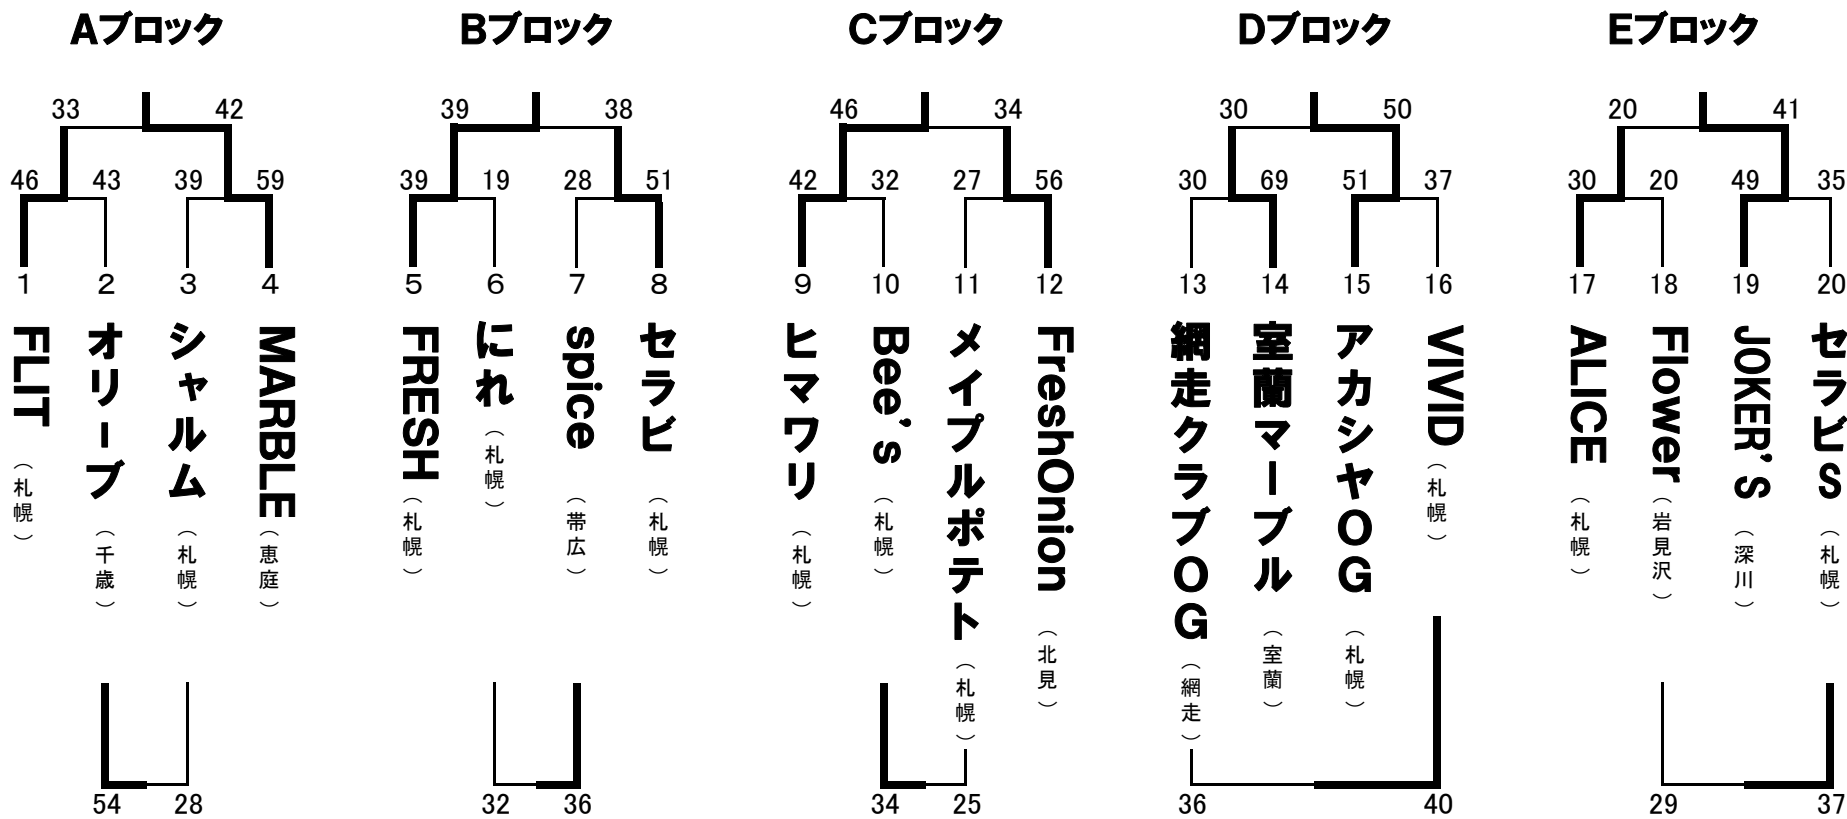 Aブロック
Bブロック
Cブロック
Dブロック
Eブロック
33 42
39 38
46 34
30 50
20 41
46 43 39 59
39 19 28 51
42 32 27 56
30 69 51 37
30 20 49 35
1 2 3 4
5 6 7 8
9 10 11 12
13 14 15 16
17 18 19 20
FLIT（札幌）
オリーブ（千歳）
シャルム（札幌）
MARBLE（恵庭）
FRESH（札幌）
にれ（札幌）
spice（帯広）
セラビ（札幌）
ヒマワリ（札幌）
Bee's（札幌）
メイプルポテト（札幌）
FreshOnion（北見）
網走クラブOG（網走）
室蘭マーブル（室蘭）
アカシヤOG（札幌）
VIVID（札幌）
ALICE（札幌）
Flower（岩見沢）
JOKER'S（深川）
セラビS（札幌）
54 28
32 36
34 25
36 40
29 37